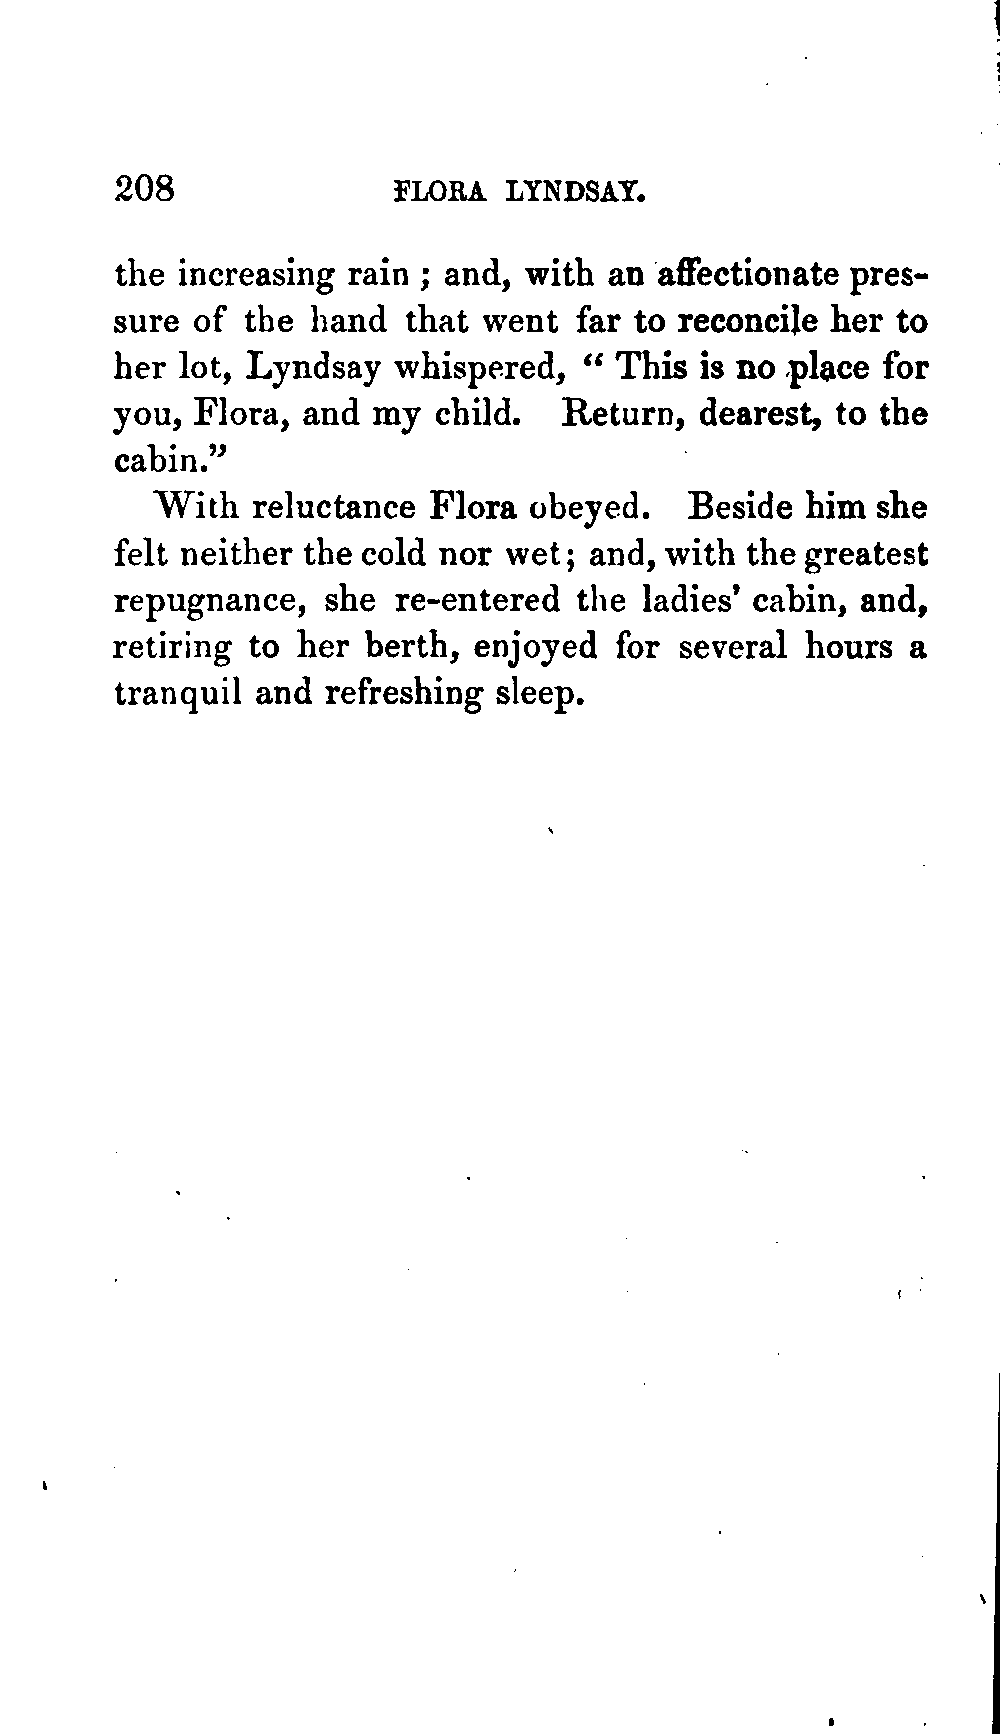 208 FLORA LYNDSAY.
the increasing rain ; and, with an affectionate pres-
sure of the hand that went far to reconcile her to
her lot, Lyndsay whispered, “ This is no place for
you, Flora, and my child. Return, dearest, to the
cabin.”
With reluctance Flora obeyed. Beside him she
felt neither the cold nor wet; and, with the greatest
repugnance, she re-entered the ladies’ cabin, and,
retiring to her berth, enjoyed for several hours a
tranquil and refreshing sleep.